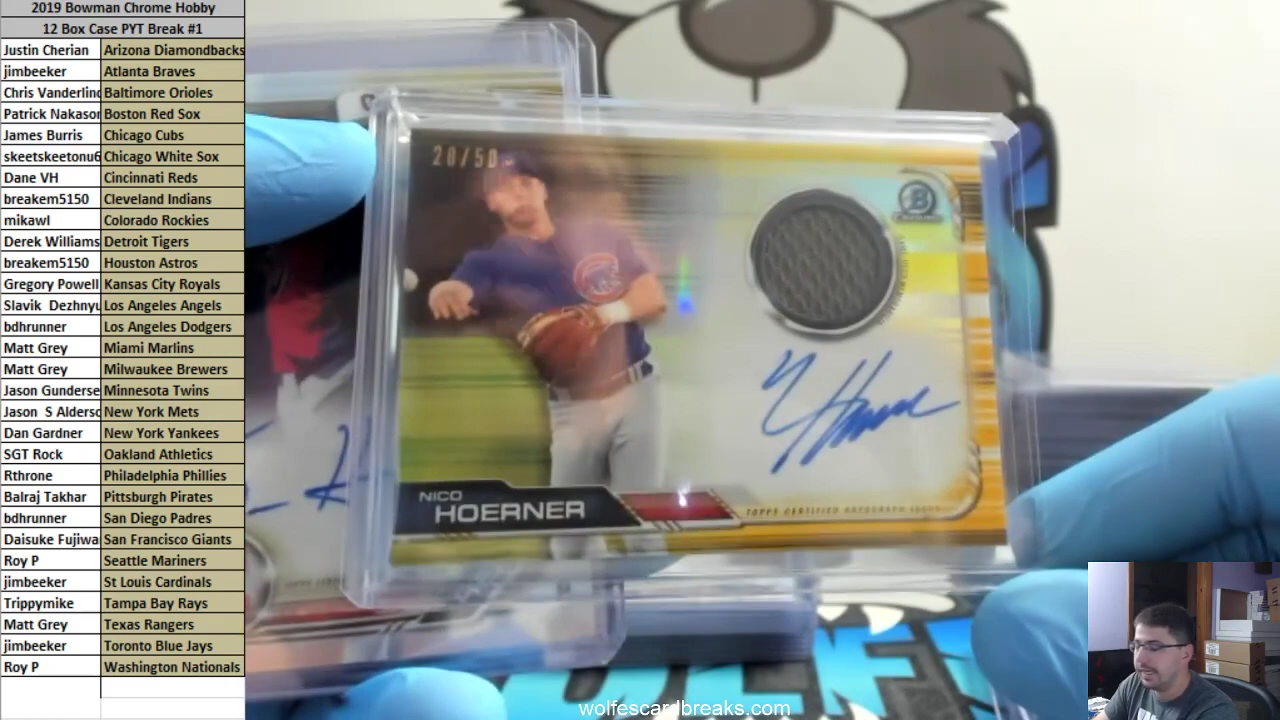 2019 Bowman Chrome Hobby
12 Box Case PYT Break #1
Justin Cherian Arizona Diamondbacks
jimbeeker Atlanta Braves
Chris Vanderlind Baltimore Orioles
Patrick Nakason Boston Red Sox
James Burris Chicago Cubs
skeetskeetonu6 Chicago White Sox
Dane VH Cincinnati Reds
breakem5150 Cleveland Indians
mikawl Colorado Rockies
Derek Williams Detroit Tigers
breakem5150 Houston Astros
Gregory Powell Kansas City Royals
Slavik Dezhnyu Los Angeles Angels
bdhrunner Los Angeles Dodgers
Matt Grey Miami Marlins
Matt Grey Milwaukee Brewers
Jason Gunderse Minnesota Twins
Jason S Aldersc New York Mets
Dan Gardner New York Yankees
SGT Rock Oakland Athletics
Rthrone Philadelphia Phillies
Balraj Takhar Pittsburgh Pirates
bdhrunner San Diego Padres
Daisuke Fujiwa San Francisco Giants
Roy P Seattle Mariners
jimbeeker St Louis Cardinals
Trippymike Tampa Bay Rays
Matt Grey Texas Rangers
jimbeeker Toronto Blue Jays
Roy P Washington Nationals
20/50
B
C
NICO
HOERNER
TOPPS CERTIFIED AUTOGRAPH ISSUE
wolfescardbreaks.com